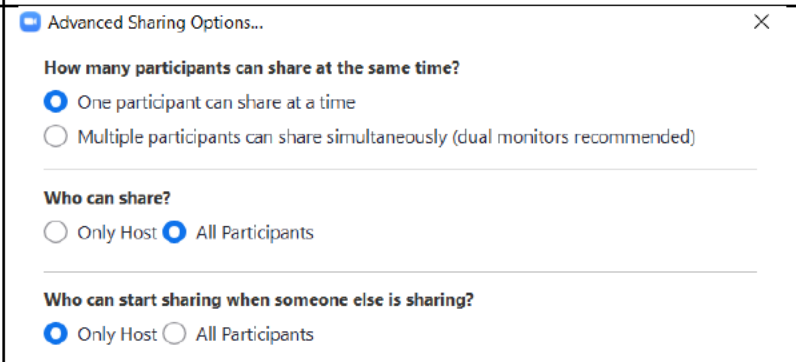 Advanced Sharing Options...
How many participants can share at the same time?
One participant can share at a time
Multiple participants can share simultaneously (dual monitors recommended)
Who can share?
Only Host All Participants
Who can start sharing when someone else is sharing?
Only Host All Participants